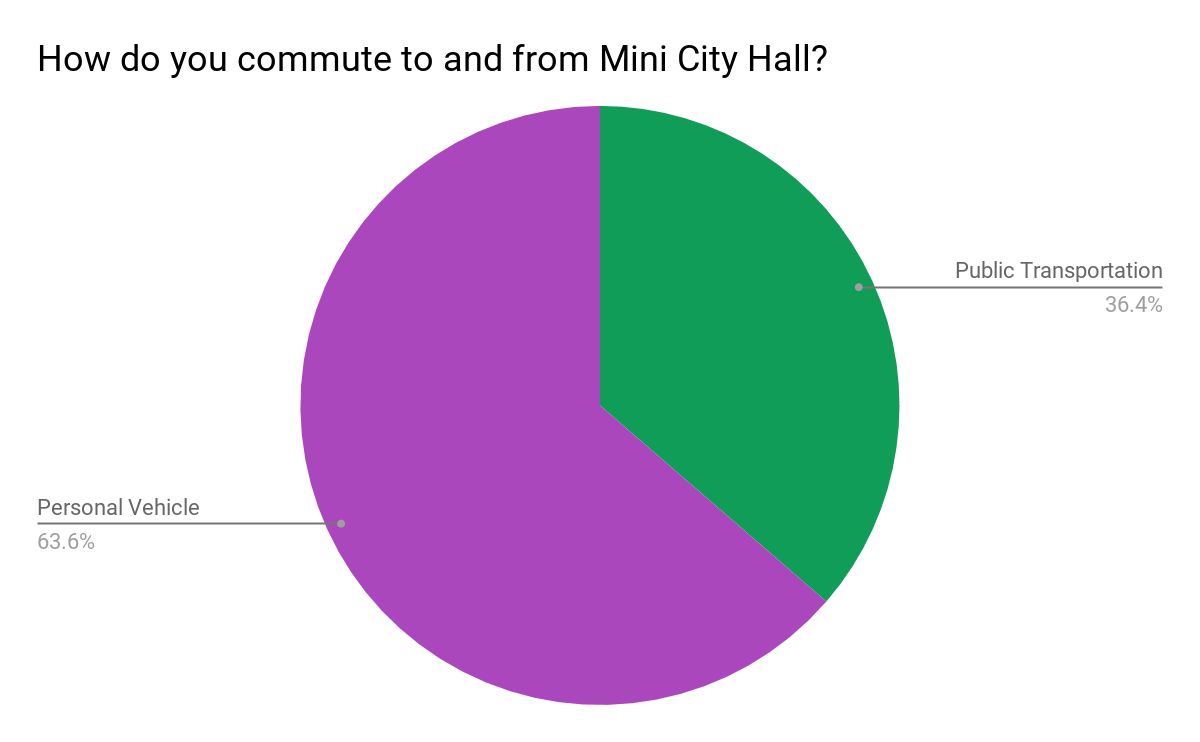 How do you commute to and from Mini City Hall?
Public Transportation
36.4%
Personal Vehicle
63.6%